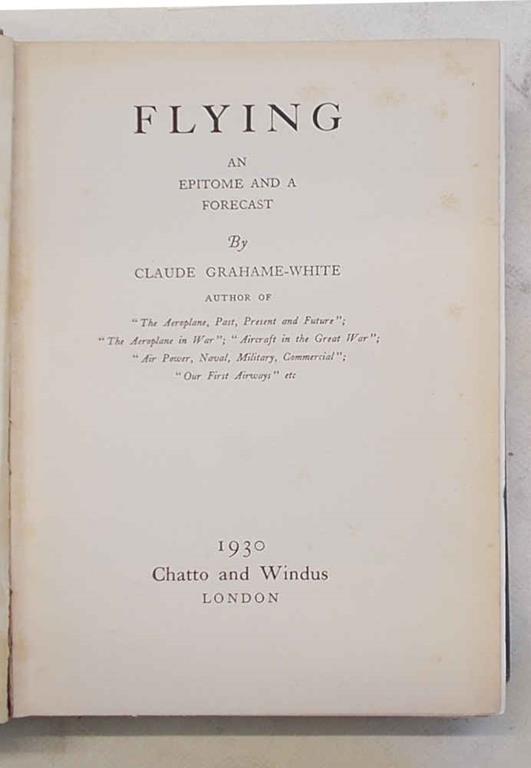 FLYING
AN
EPITOME AND A
FORECAST
By
CLAUDE GRAHAME-WHITE
AUTHOR OF
"The Aeroplane, Past, Present and Future";
"The Aeroplane in War"; "Aircraft in the Great War";
"Air Power, Naval, Military, Commercial";
"Our First Airways" etc
1930
Chatto and Windus
LONDON